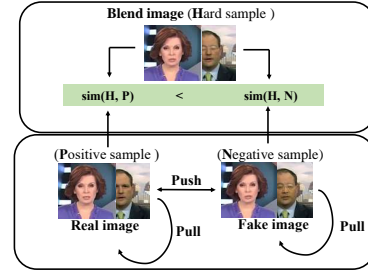 Blend image (Hard sample )
sim(H, P) < sim(H, N)
(Positive sample ) (Negative sample)
Push
Real image Pull Fake image Pull